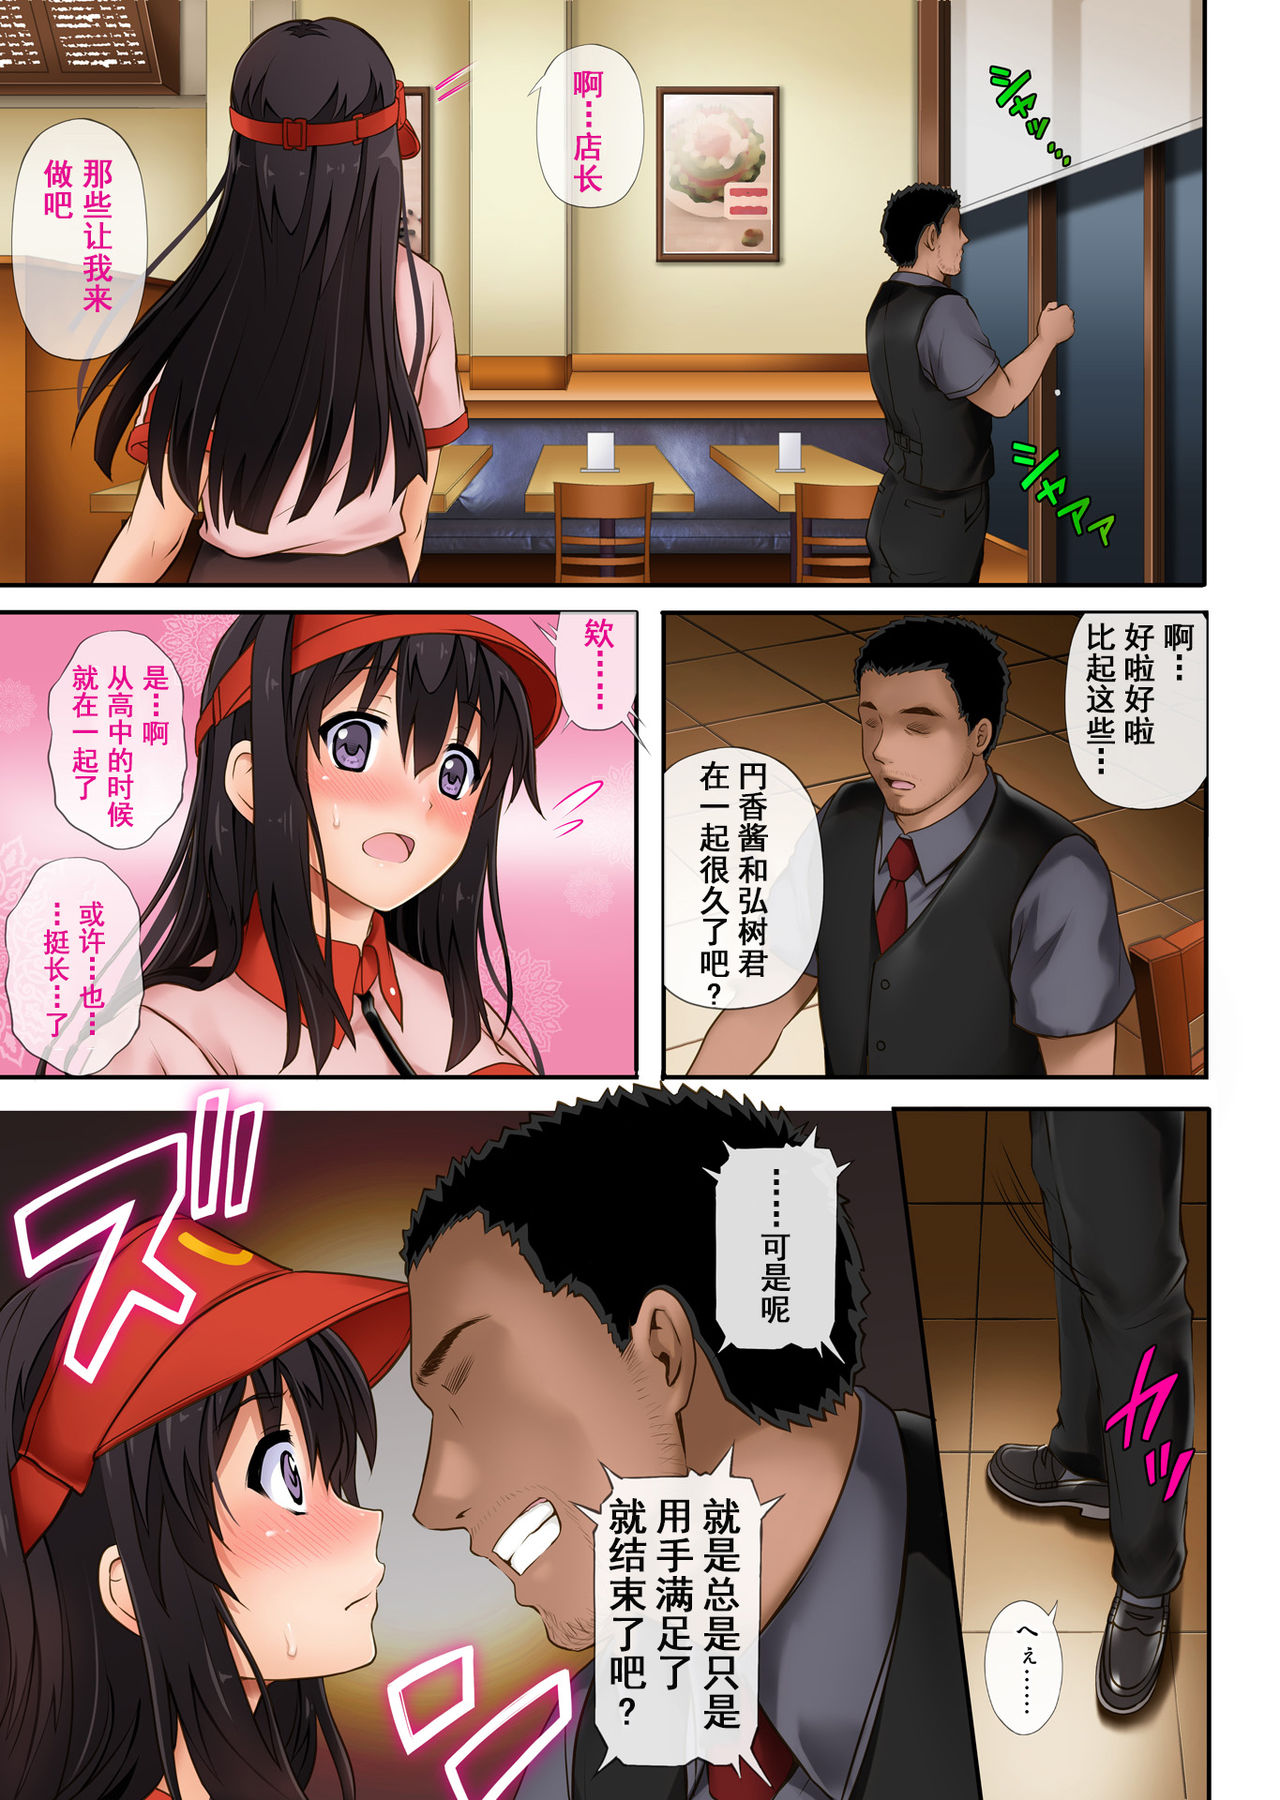 シャッ…
啊…店长
那些让我来
做吧
シャァァ
啊…
好啦好啦
比起这些…
円香酱和弘树君
在一起很久了吧？
欸……
是…啊
从高中的时候
就在一起了
或许…也…
…挺长…了
カッ
へぇ……
……可是呢
就是总是只是
用手满足了
就结束了吧？
ズ